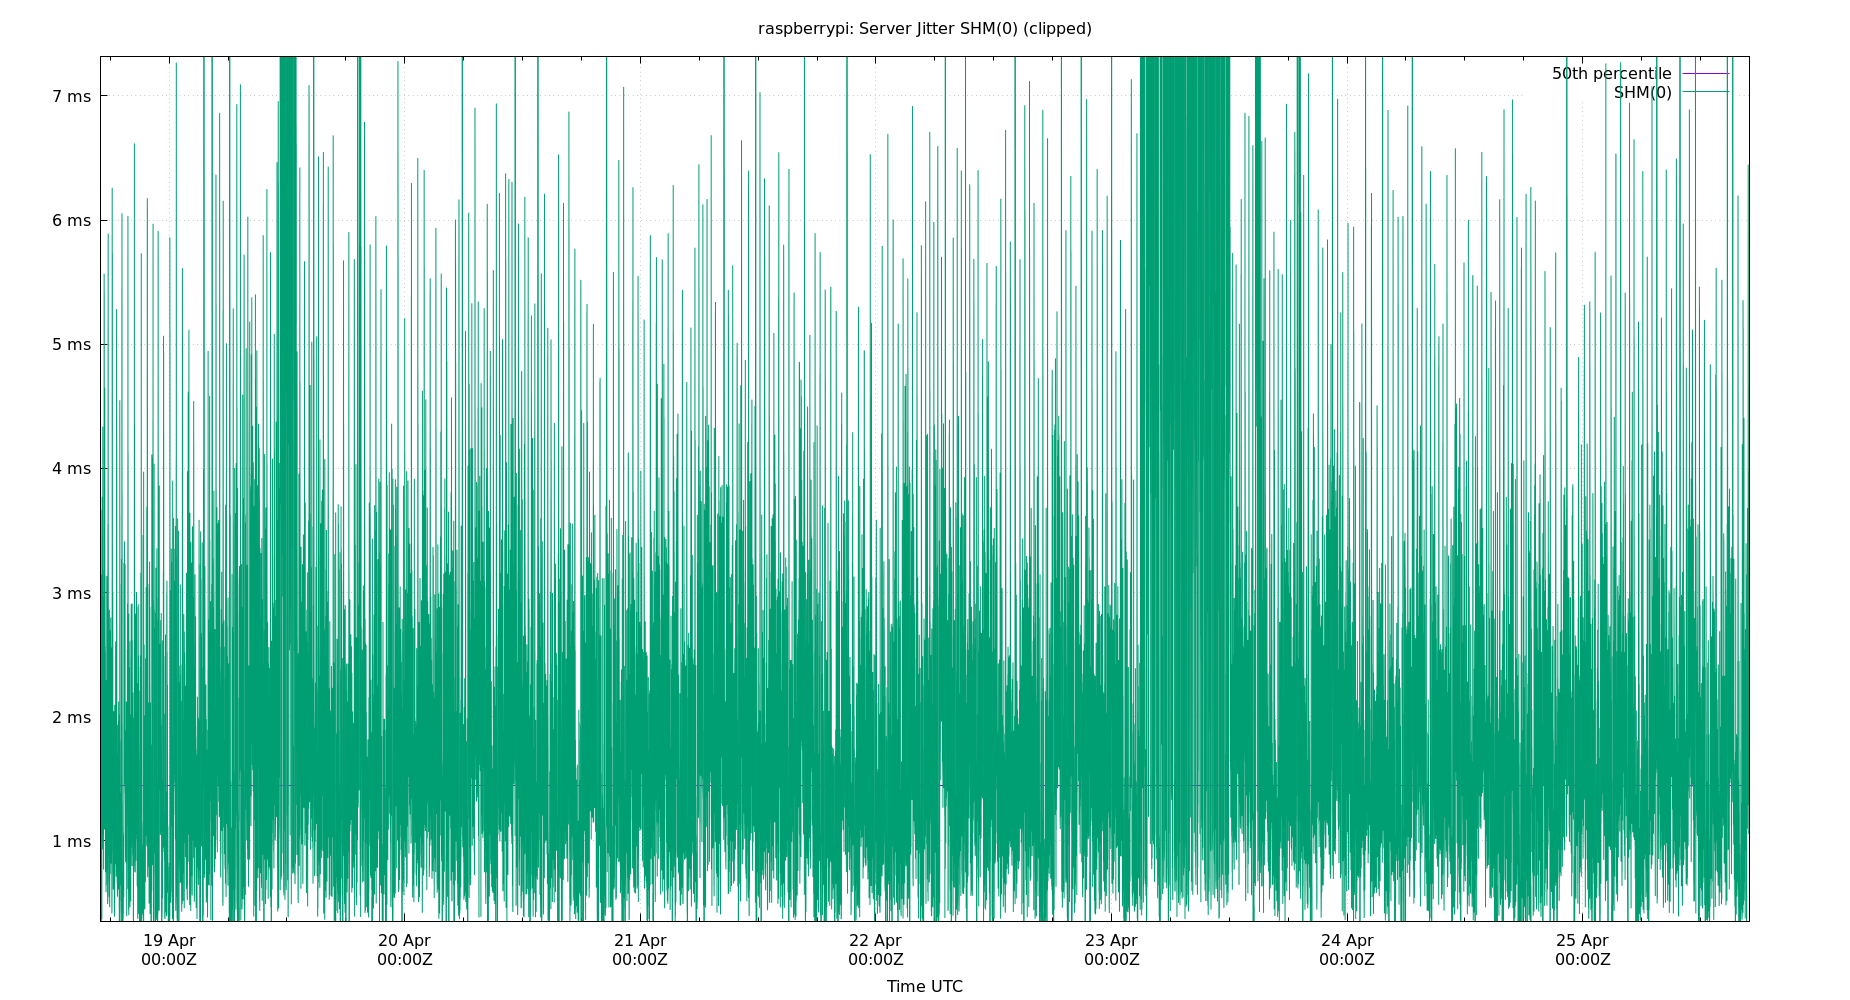 raspberrypi: Server Jitter SHM(0) (clipped)
50th percentile
SHM(0)
7 ms
6 ms
5 ms
4 ms
3 ms
2 ms
1 ms
19 Apr 20 Apr 21 Apr 22 Apr 23 Apr 24 Apr 25 Apr
00:00Z 00:00Z 00:00Z 00:00Z 00:00Z 00:00Z 00:00Z
Time UTC